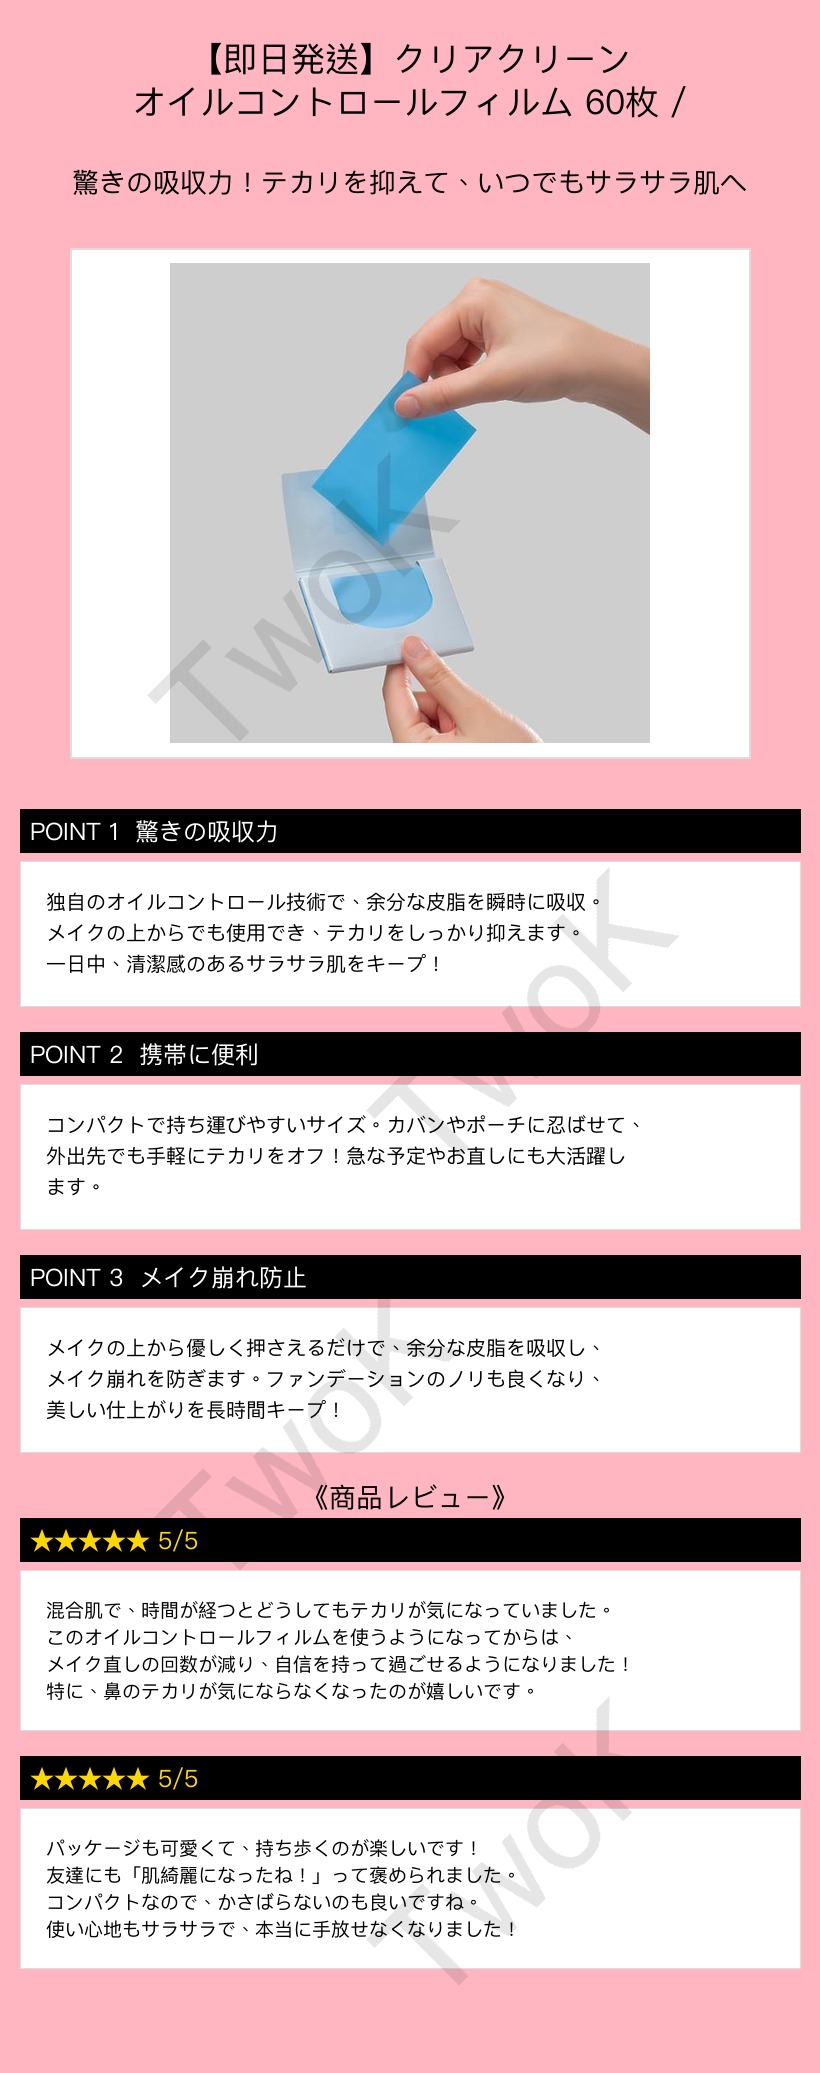 【即日発送】クリアクリーン
オイルコントロールフィルム 60枚 /
驚きの吸収力！テカリを抑えて、いつでもサラサラ肌へ
TwoK
POINT 1 驚きの吸収力
独自のオイルコントロール技術で、余分な皮脂を瞬時に吸収。
メイクの上からでも使用でき、テカリをしっかり抑えます。
一日中、清潔感のあるサラサラ肌をキープ！
TwoK
POINT 2 携帯に便利
コンパクトで持ち運びやすいサイズ。カバンやポーチに忍ばせて、
外出先でも手軽にテカリをオフ！急な予定やお直しにも大活躍し
ます。
POINT 3 メイク崩れ防止
メイクの上から優しく押さえるだけで、余分な皮脂を吸収し、
メイク崩れを防ぎます。ファンデーションのノリも良くなり、
美しい仕上がりを長時間キープ！
TwoK
《商品レビュー》
★★★★★ 5/5
混合肌で、時間が経つとどうしてもテカリが気になっていました。
このオイルコントロールフィルムを使うようになってからは、
メイク直しの回数が減り、自信を持って過ごせるようになりました！
特に、鼻のテカリが気にならなくなったのが嬉しいです。
★★★★★ 5/5
パッケージも可愛くて、持ち歩くのが楽しいです！
友達にも「肌綺麗になったね！」って褒められました。
コンパクトなので、かさばらないのも良いですね。
使い心地もサラサラで、本当に手放せなくなりました！
TwoK